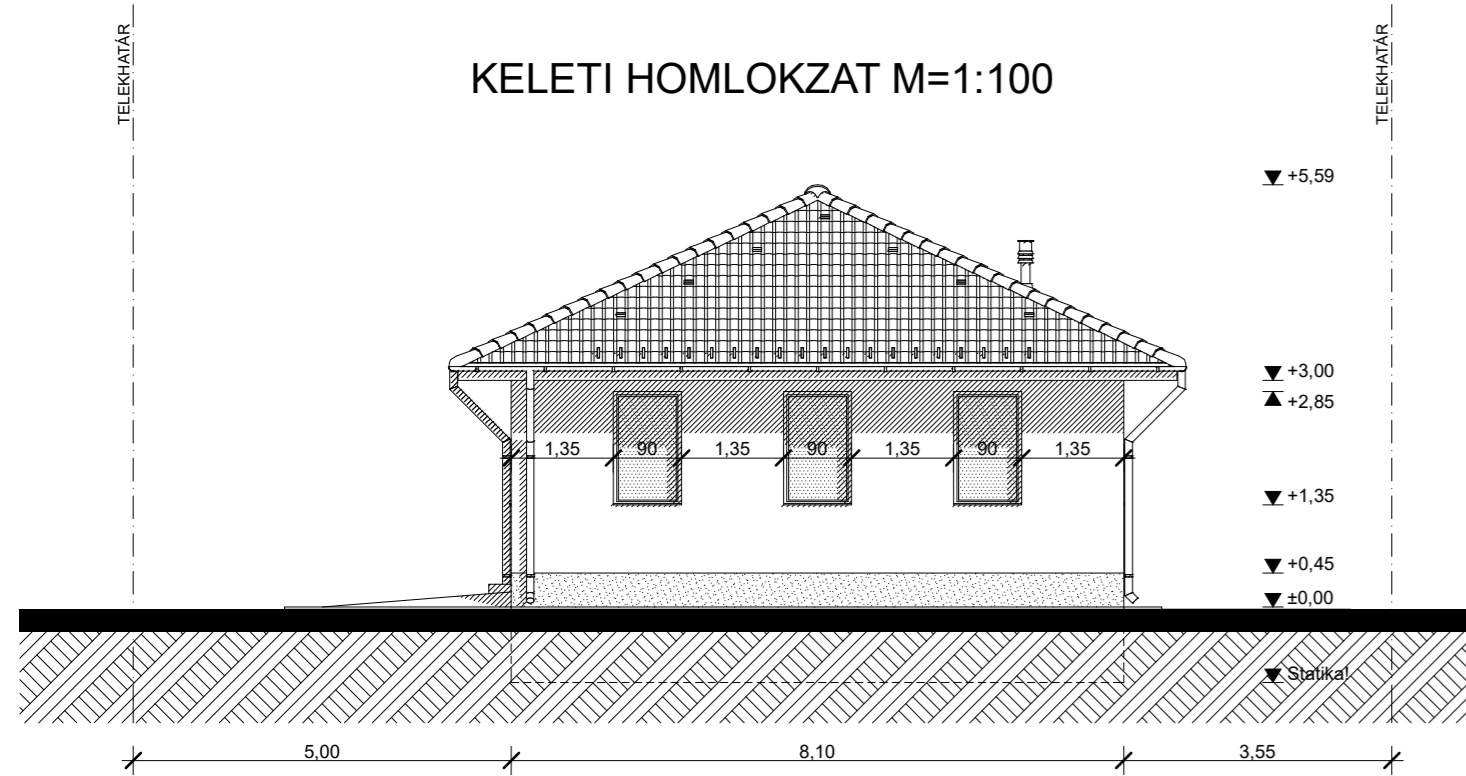 TELEKHATÁR
KELETI HOMLOKZAT M=1:100
TELEKHATÁR
+5,59
+3,00
+2,85
1,35 90 1,35 90 1,35 90 1,35
+1,35
+0,45
±0,00
Statika!
5,00 8,10 3,55